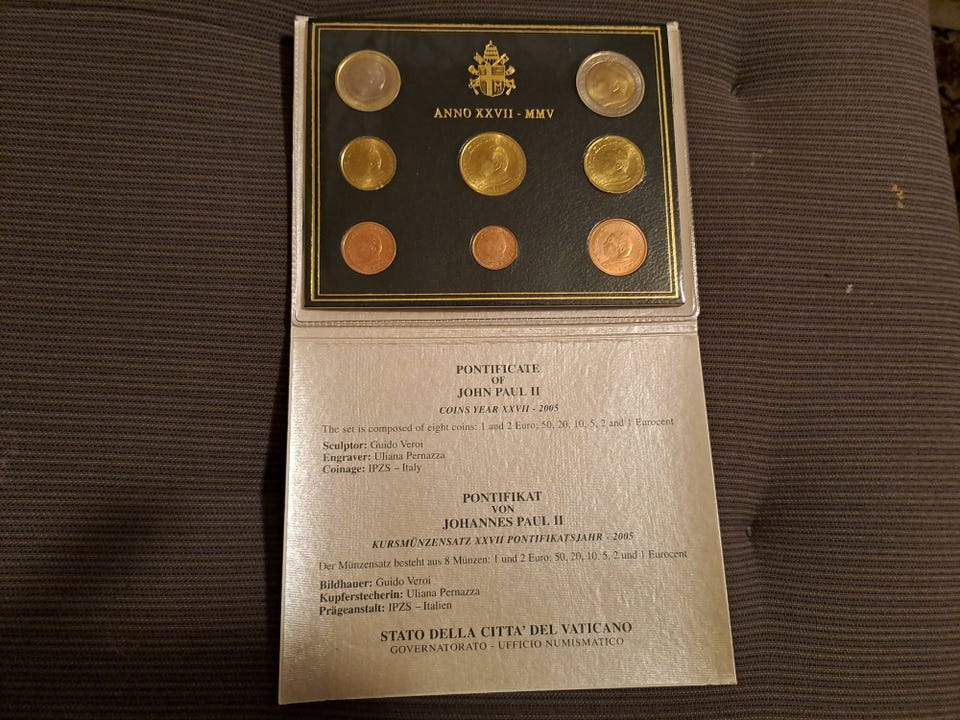 ANNO XXVII - MMV
PONTIFICATE
OF
JOHN PAUL II
COINS YEAR XXVII - 2005
The set is composed of eight coins: 1 and 2 Euro; 50, 20, 10, 5, 2 and 1 Eurocent
Sculptor: Guido Veroi
Engraver: Uliana Pernazza
Coinage: IPZS – Italy
PONTIFIKAT
VON
JOHANNES PAUL II
KURSMÜNZENSATZ XXVII PONTIFIKATSJAHR - 2005
Der Münzensatz besteht aus 8 Münzen: 1 und 2 Euro; 50, 20, 10, 5, 2 und 1 Eurocent
Bildhauer: Guido Veroi
Kupferstecherin: Uliana Pernazza
Prägeanstalt: IPZS – Italien
STATO DELLA CITTA' DEL VATICANO
GOVERNATORATO - UFFICIO NUMISMATICO